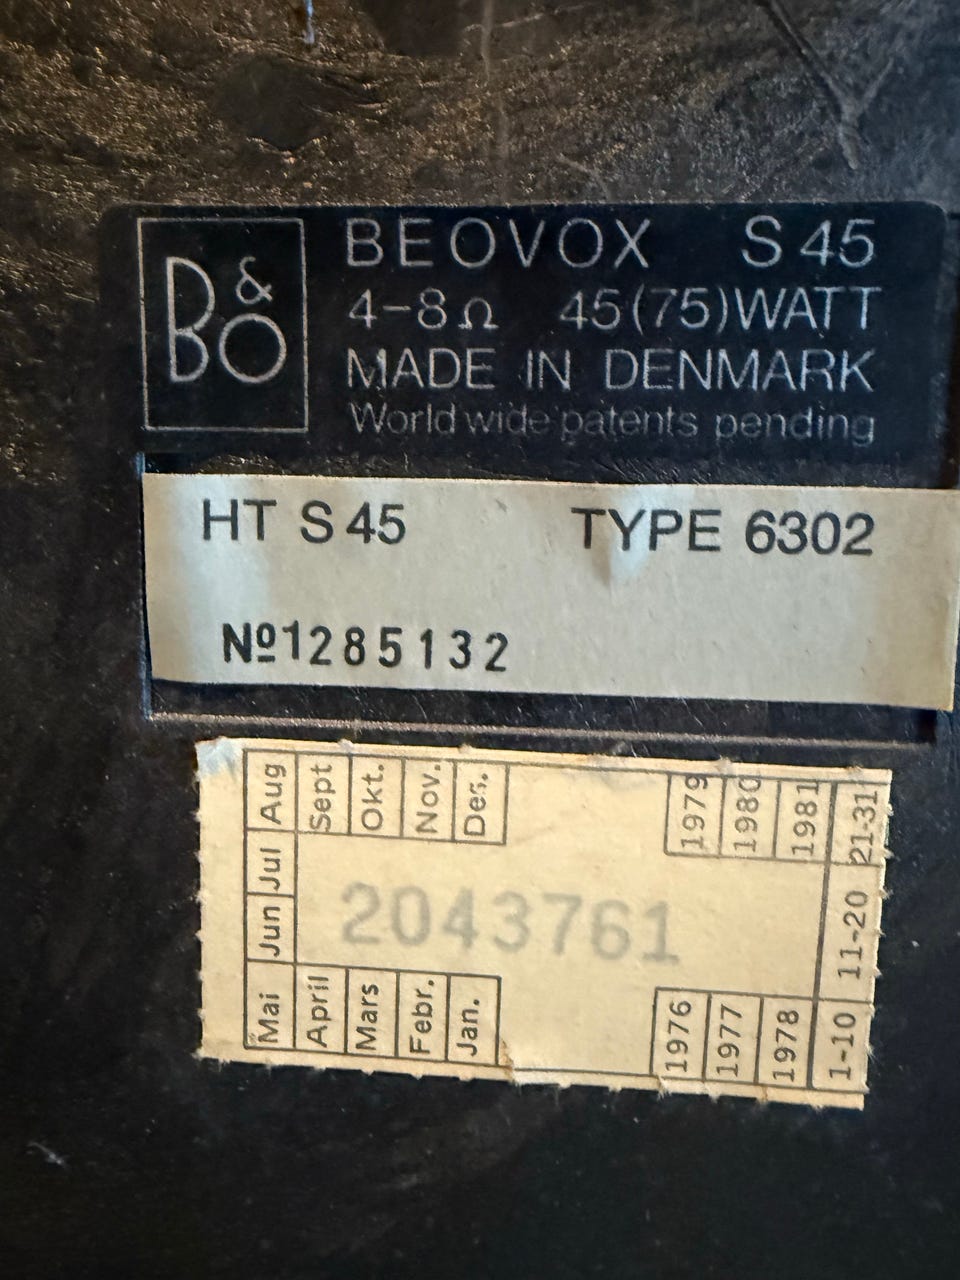 B&O
BEOVOX S45
4-8Ω 45(75)WATT
MADE IN DENMARK
World wide patents pending
HT S45 TYPE 6302
Nº1285132
Aug Sept Okt. Nov. Des. 1979 1980 1981 21-31
Jul
2043761
Jun 11-20
Mai April Mars Febr. Jan. 1976 1977 1978 1-10